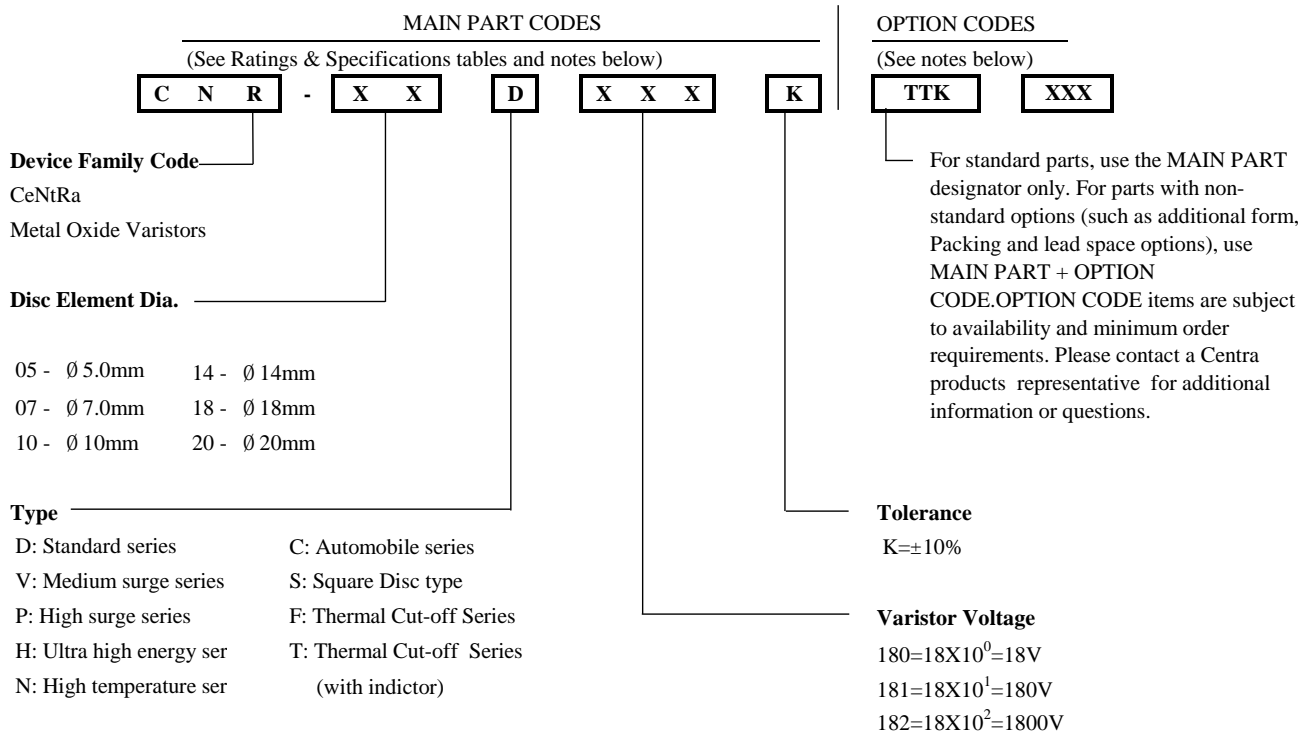 MAIN PART CODES
OPTION CODES
(See Ratings & Specifications tables and notes below)
(See notes below)
C N R - X X D X X X K TTK XXX
Device Family Code
CeNtRa
Metal Oxide Varistors
For standard parts, use the MAIN PART
designator only. For parts with non-
standard options (such as additional form,
Packing and lead space options), use
MAIN PART + OPTION
CODE.OPTION CODE items are subject
to availability and minimum order
requirements. Please contact a Centra
products representative for additional
information or questions.
Disc Element Dia.
05 - Ø 5.0mm 14 - Ø 14mm
07 - Ø 7.0mm 18 - Ø 18mm
10 - Ø 10mm 20 - Ø 20mm
Type
D: Standard series C: Automobile series
V: Medium surge series S: Square Disc type
P: High surge series F: Thermal Cut-off Series
H: Ultra high energy ser T: Thermal Cut-off Series
N: High temperature ser (with indictor)
Tolerance
K=±10%
Varistor Voltage
180=18X10⁰=18V
181=18X10¹=180V
182=18X10²=1800V